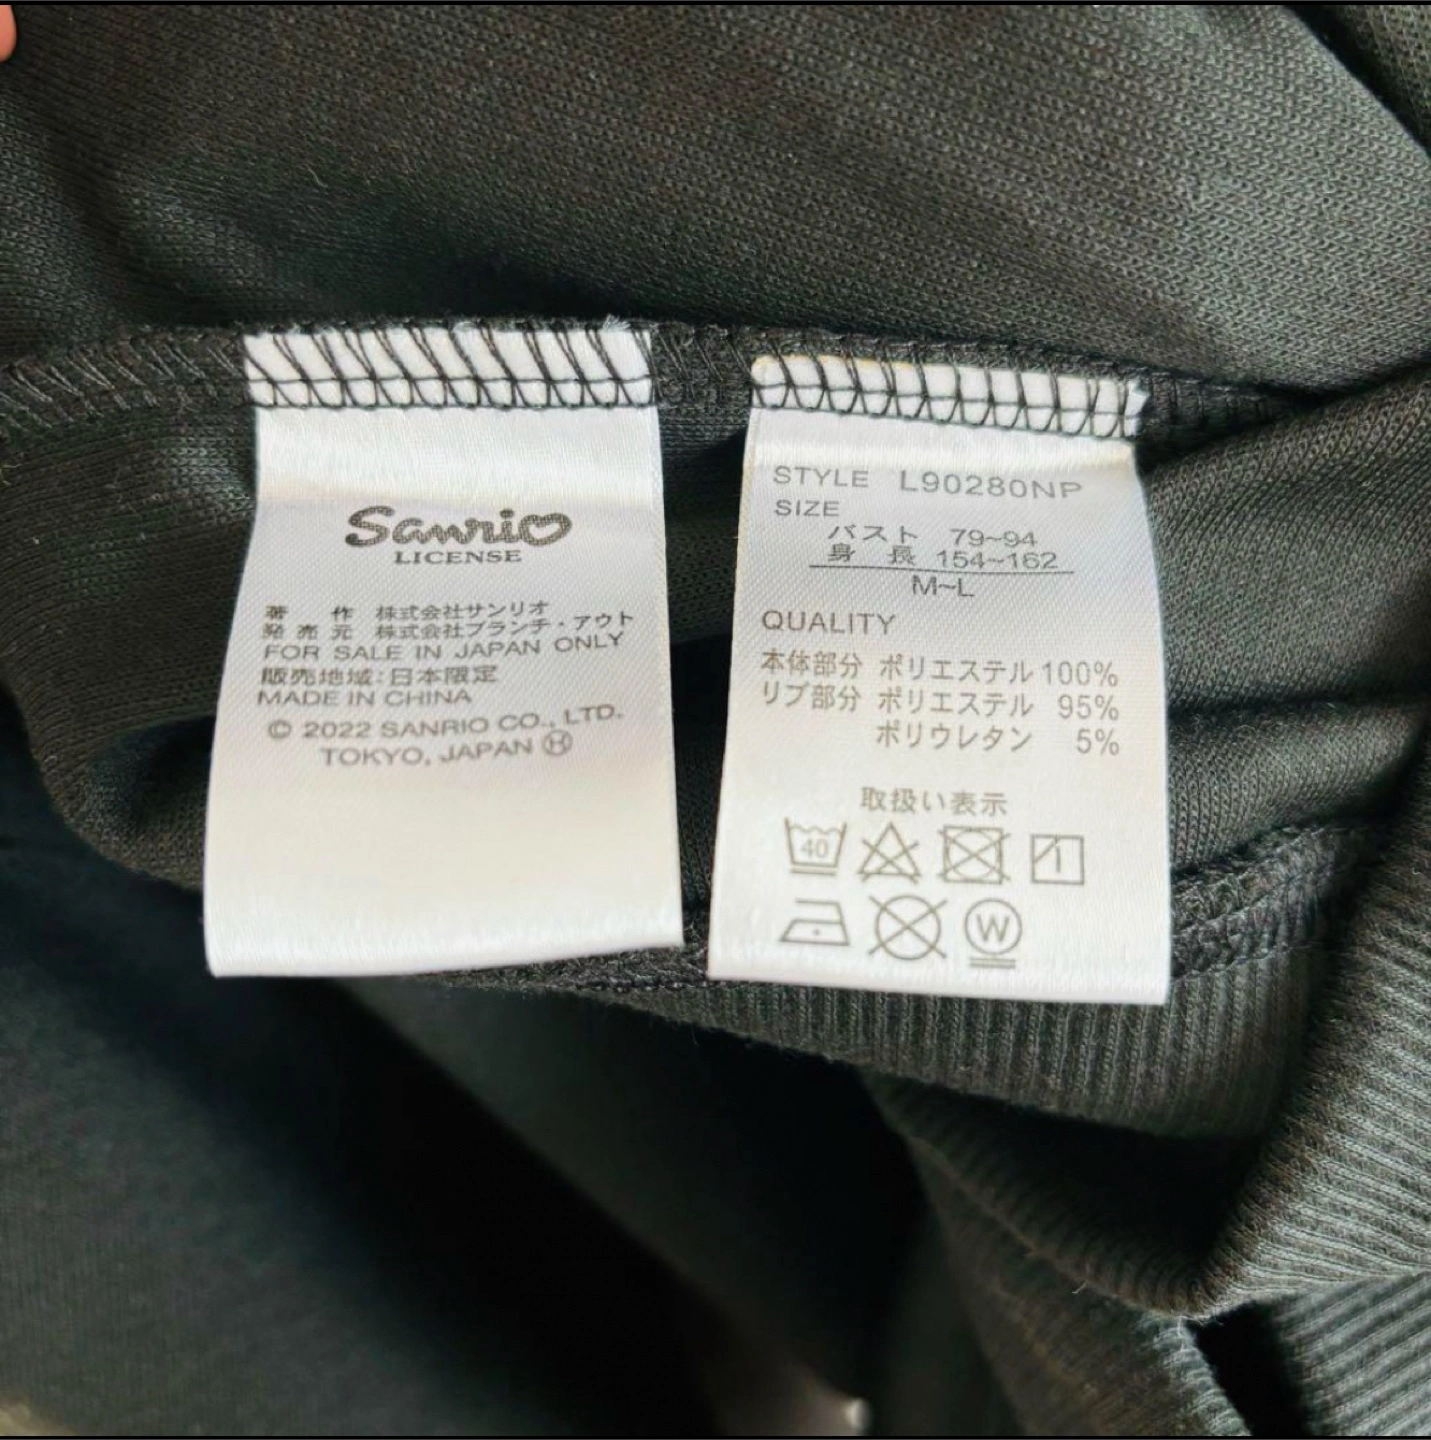 Sanrio
LICENSE
著 作 株式会社サンリオ
発売元 株式会社ブランチ・アウト
FOR SALE IN JAPAN ONLY
販売地域:日本限定
MADE IN CHINA
© 2022 SANRIO CO., LTD.
TOKYO, JAPAN Ⓗ
STYLE L90280NP
SIZE
バスト 79~94
身 長 154~162
M~L
QUALITY
本体部分 ポリエステル 100%
リブ部分 ポリエステル 95%
ポリウレタン 5%
取扱い表示
40
W